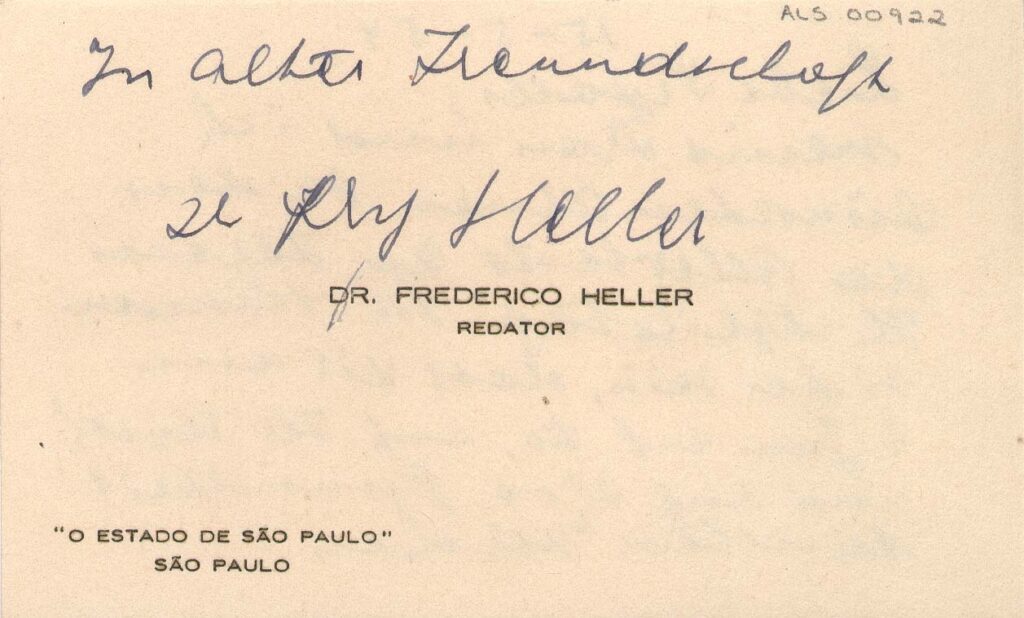 ALS 00922
In alter Freundschaft
Heller
DR. FREDERICO HELLER
REDATOR
"O ESTADO DE SÃO PAULO"
SÃO PAULO